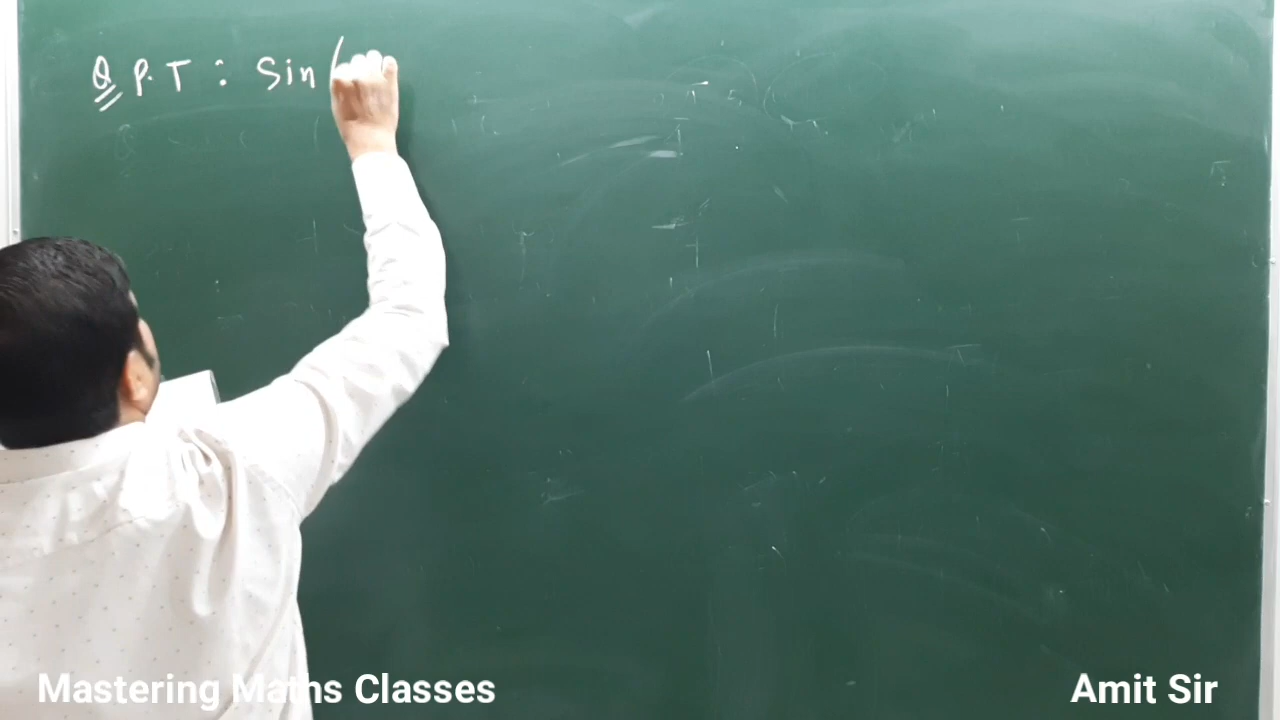 Q P.T : Sin (
Mastering Maths Classes
Amit Sir